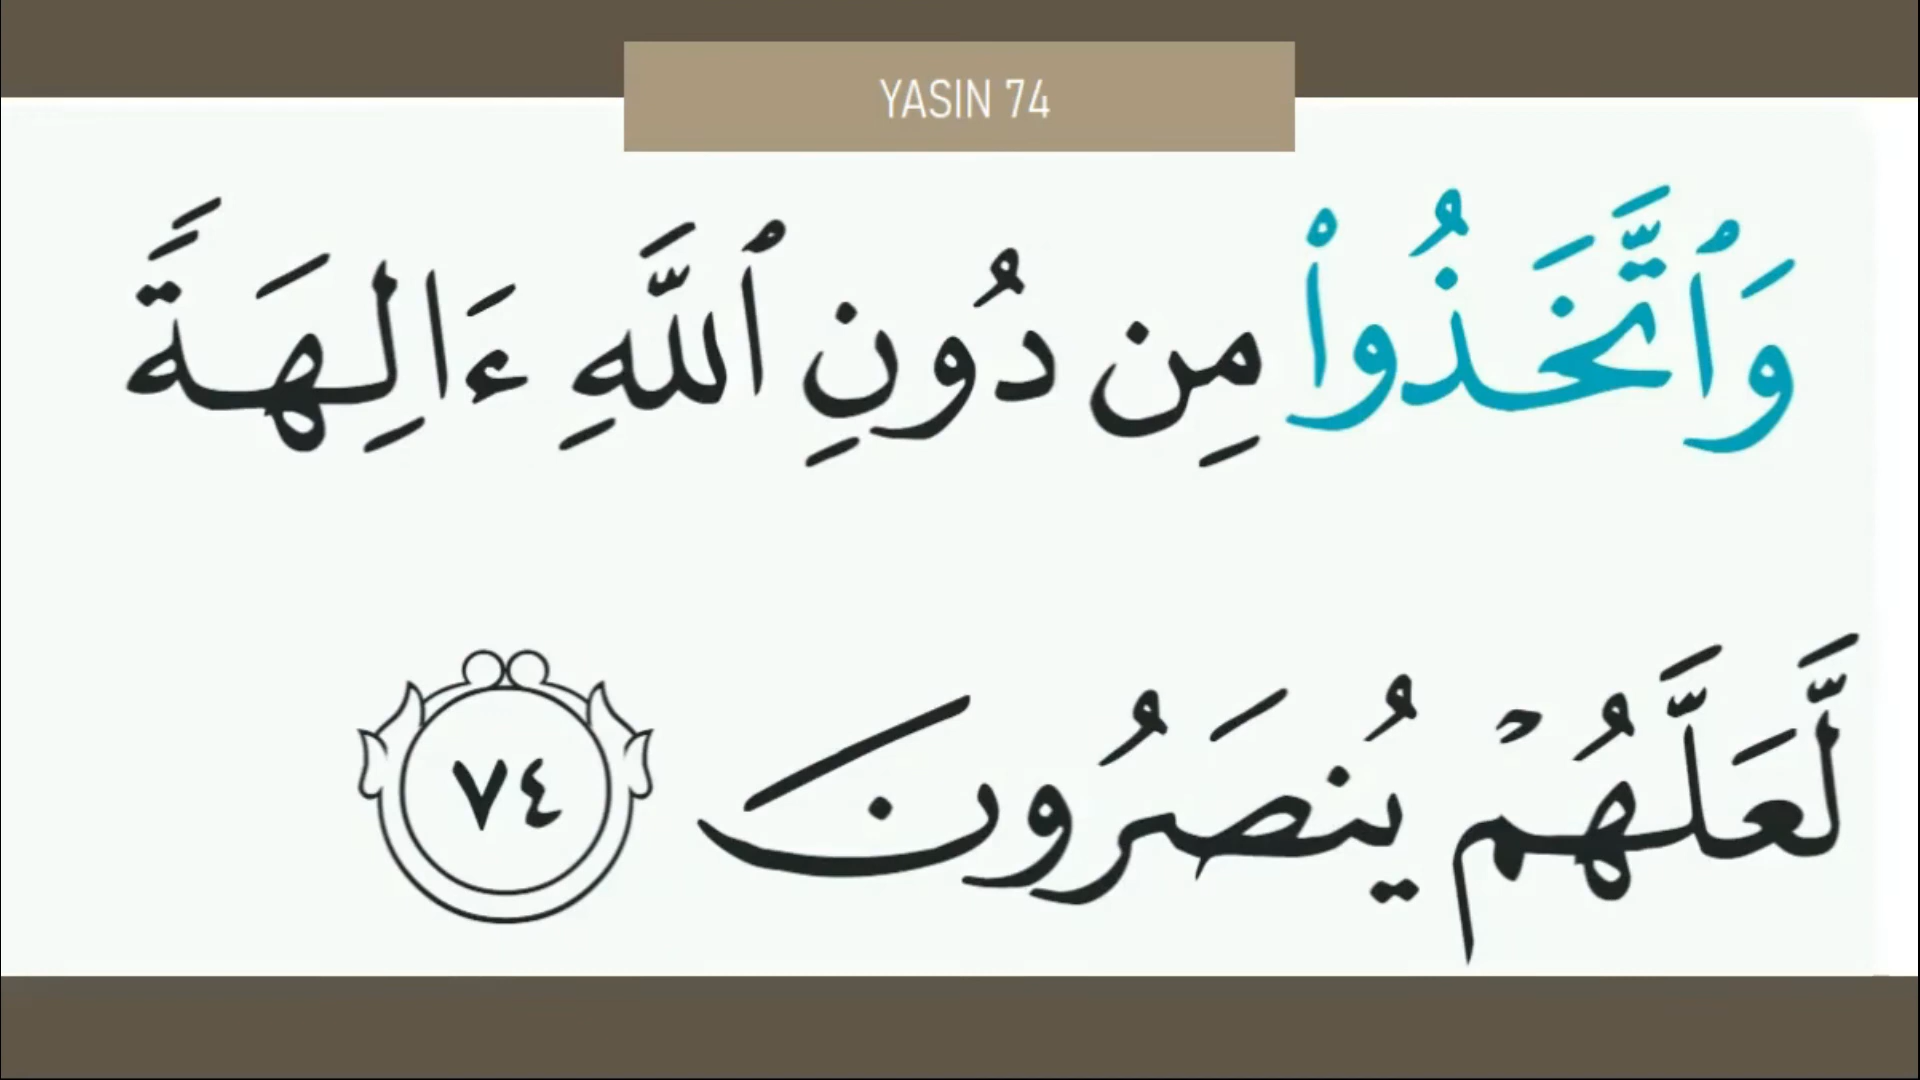 YASIN 74
وَٱتَّخَذُوا۟ مِن دُونِ ٱللَّهِ ءَالِهَةً
لَّعَلَّهُمْ يُنصَرُونَ ٧٤